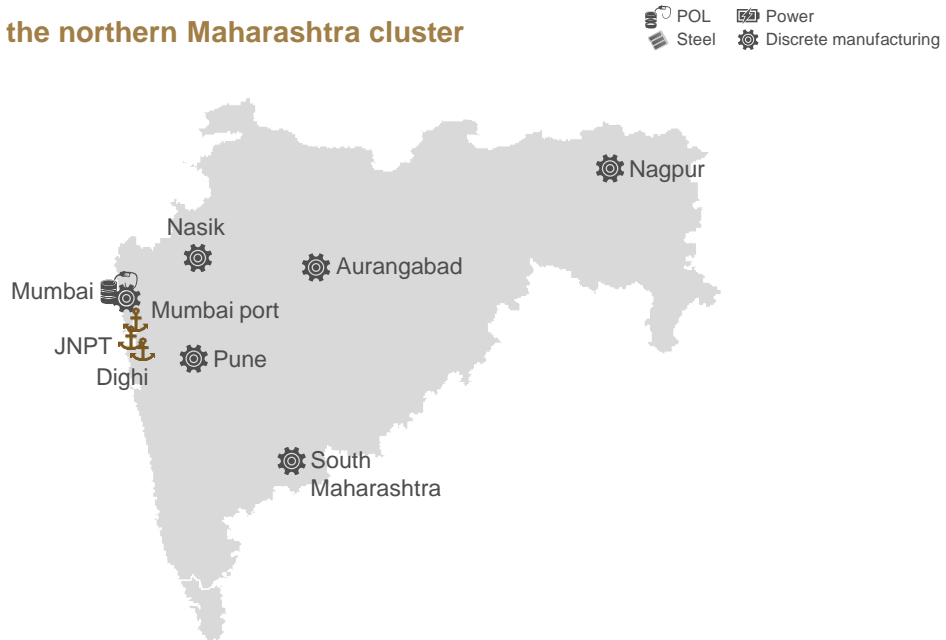 the northern Maharashtra cluster
POL
Power
Steel
Discrete manufacturing
Nagpur
Nasik
Aurangabad
Mumbai
Mumbai port
JNPT
Pune
Dighi
South
Maharashtra